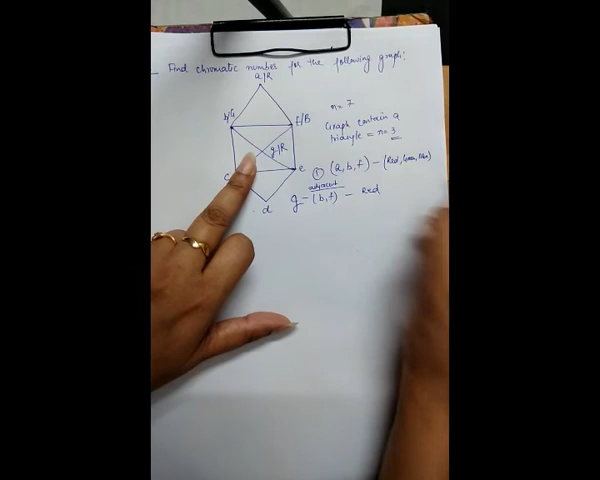 Find chromatic number for the following graph:
a/R
b/G
f/B
n = 7
Graph contain a
triangle = n = 3
g-/R
c
e
① (a, b, f) - (Red, Green, Blue)
adjacent
g - (b, f) - Red
d